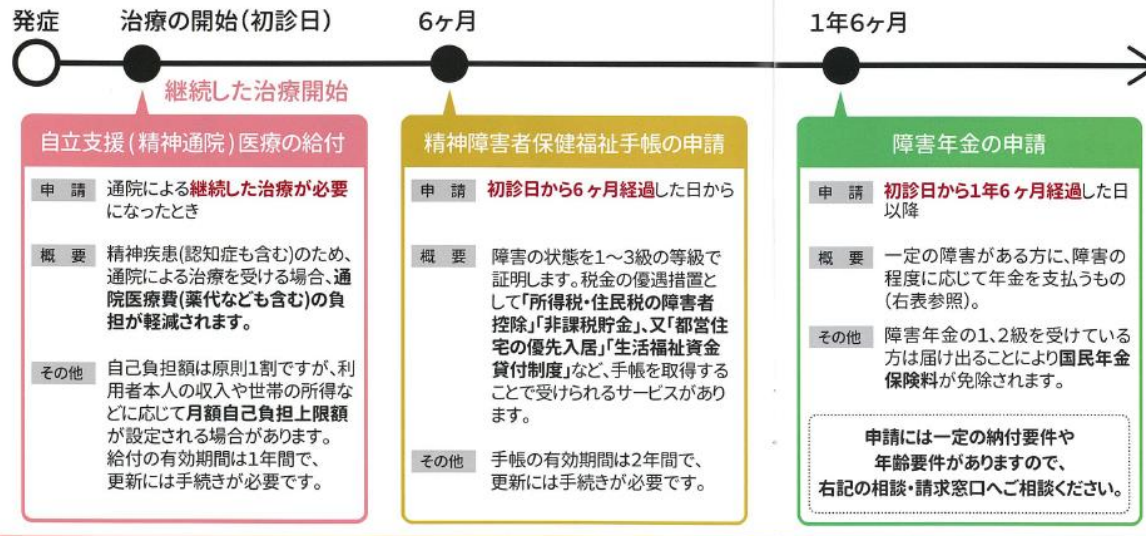 発症
治療の開始(初診日)
6ヶ月
1年6ヶ月
継続した治療開始
自立支援(精神通院)医療の給付
申 請
通院による継続した治療が必要
になったとき
概 要
精神疾患(認知症も含む)のため、
通院による治療を受ける場合、通
院医療費(薬代なども含む)の負
担が軽減されます。
その他
自己負担額は原則1割ですが、利
用者本人の収入や世帯の所得な
どに応じて月額自己負担上限額
が設定される場合があります。
給付の有効期間は1年間で、
更新には手続きが必要です。
精神障害者保健福祉手帳の申請
申 請
初診日から6ヶ月経過した日から
概 要
障害の状態を1〜3級の等級で
証明します。税金の優遇措置と
して「所得税・住民税の障害者
控除」「非課税貯金」、又「都営住
宅の優先入居」「生活福祉資金
貸付制度」など、手帳を取得する
ことで受けられるサービスがあり
ます。
その他
手帳の有効期間は2年間で、
更新には手続きが必要です。
障害年金の申請
申 請
初診日から1年6ヶ月経過した日
以降
概 要
一定の障害がある方に、障害の
程度に応じて年金を支払うもの
(右表参照)。
その他
障害年金の1、2級を受けている
方は届け出ることにより国民年金
保険料が免除されます。
申請には一定の納付要件や
年齢要件がありますので、
右記の相談・請求窓口へご相談ください。